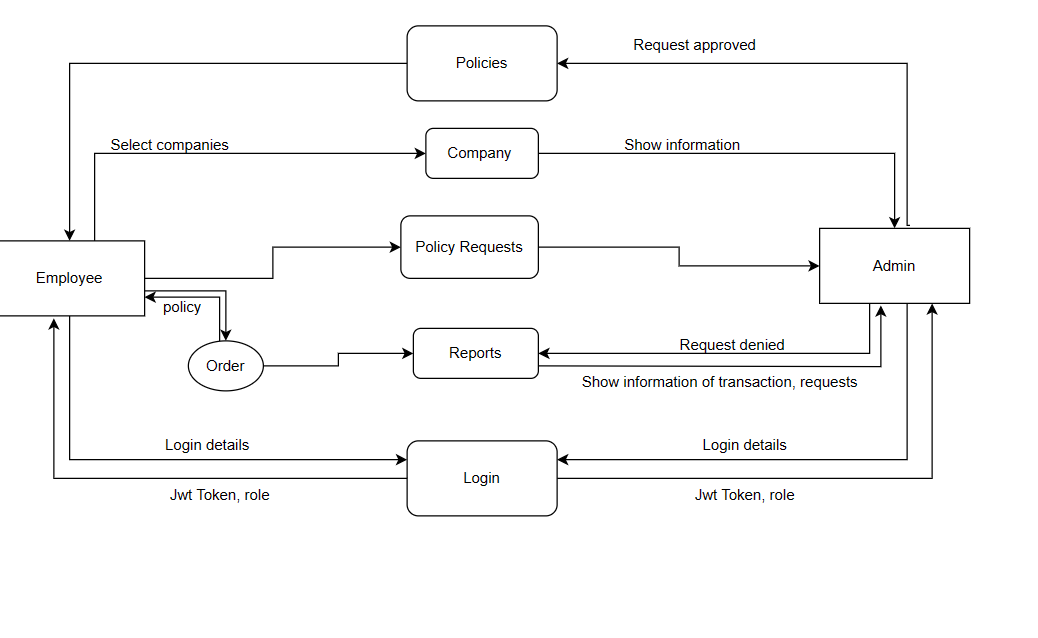 Request approved
Policies
Select companies
Company
Show information
Policy Requests
Employee
Admin
policy
Order
Reports
Request denied
Show information of transaction, requests
Login details
Login details
Login
Jwt Token, role
Jwt Token, role